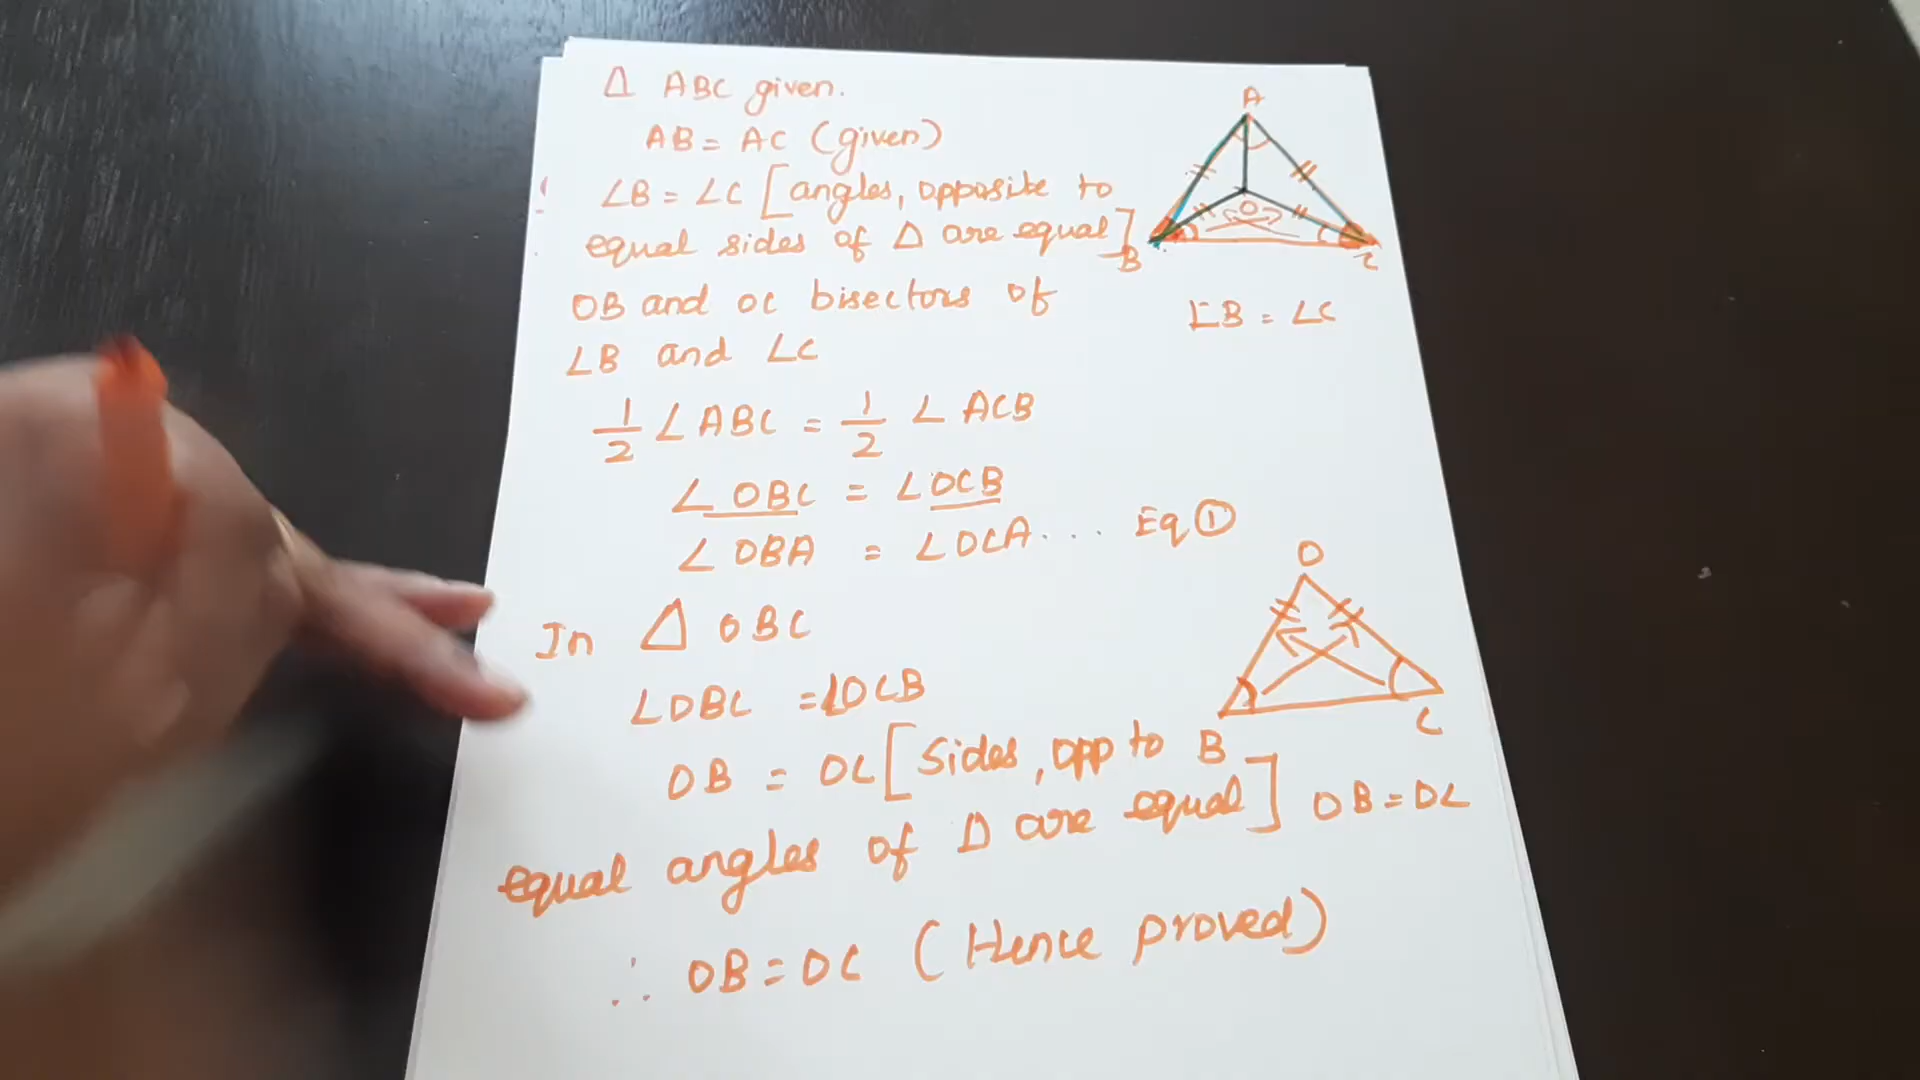 Δ ABC given.
AB = AC (given)
∠B = ∠C [angles, opposite to
equal sides of Δ are equal]
OB and OC bisectors of
∠B and ∠C
1/2 ∠ABC = 1/2 ∠ACB
∠OBC = ∠OCB
∠OBA = ∠OCA.... Eq ①
In Δ OBC
∠OBC = ∠OCB
OB = OC [Sides, opp to
equal angles of Δ are equal]
∴ OB = OC (Hence proved)
A
O
B
C
∠B = ∠C
O
B
C
OB = OC